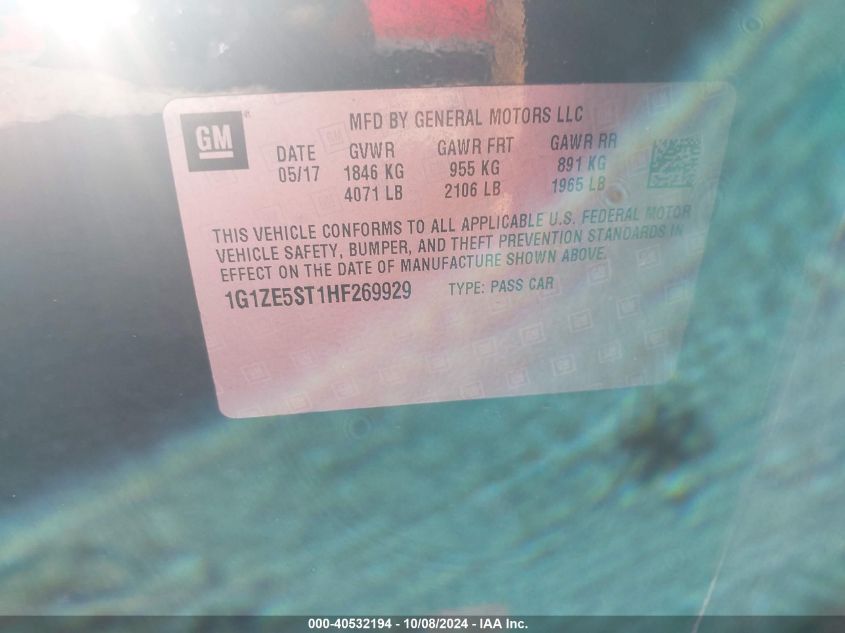 GM
MFD BY GENERAL MOTORS LLC
DATE GVWR GAWR FRT GAWR RR
05/17 1846 KG 955 KG 891 KG
4071 LB 2106 LB 1965 LB
THIS VEHICLE CONFORMS TO ALL APPLICABLE U.S. FEDERAL MOTOR
VEHICLE SAFETY, BUMPER, AND THEFT PREVENTION STANDARDS IN
EFFECT ON THE DATE OF MANUFACTURE SHOWN ABOVE.
1G1ZE5ST1HF269929 TYPE: PASS CAR
000-40532194 - 10/08/2024 - IAA Inc.